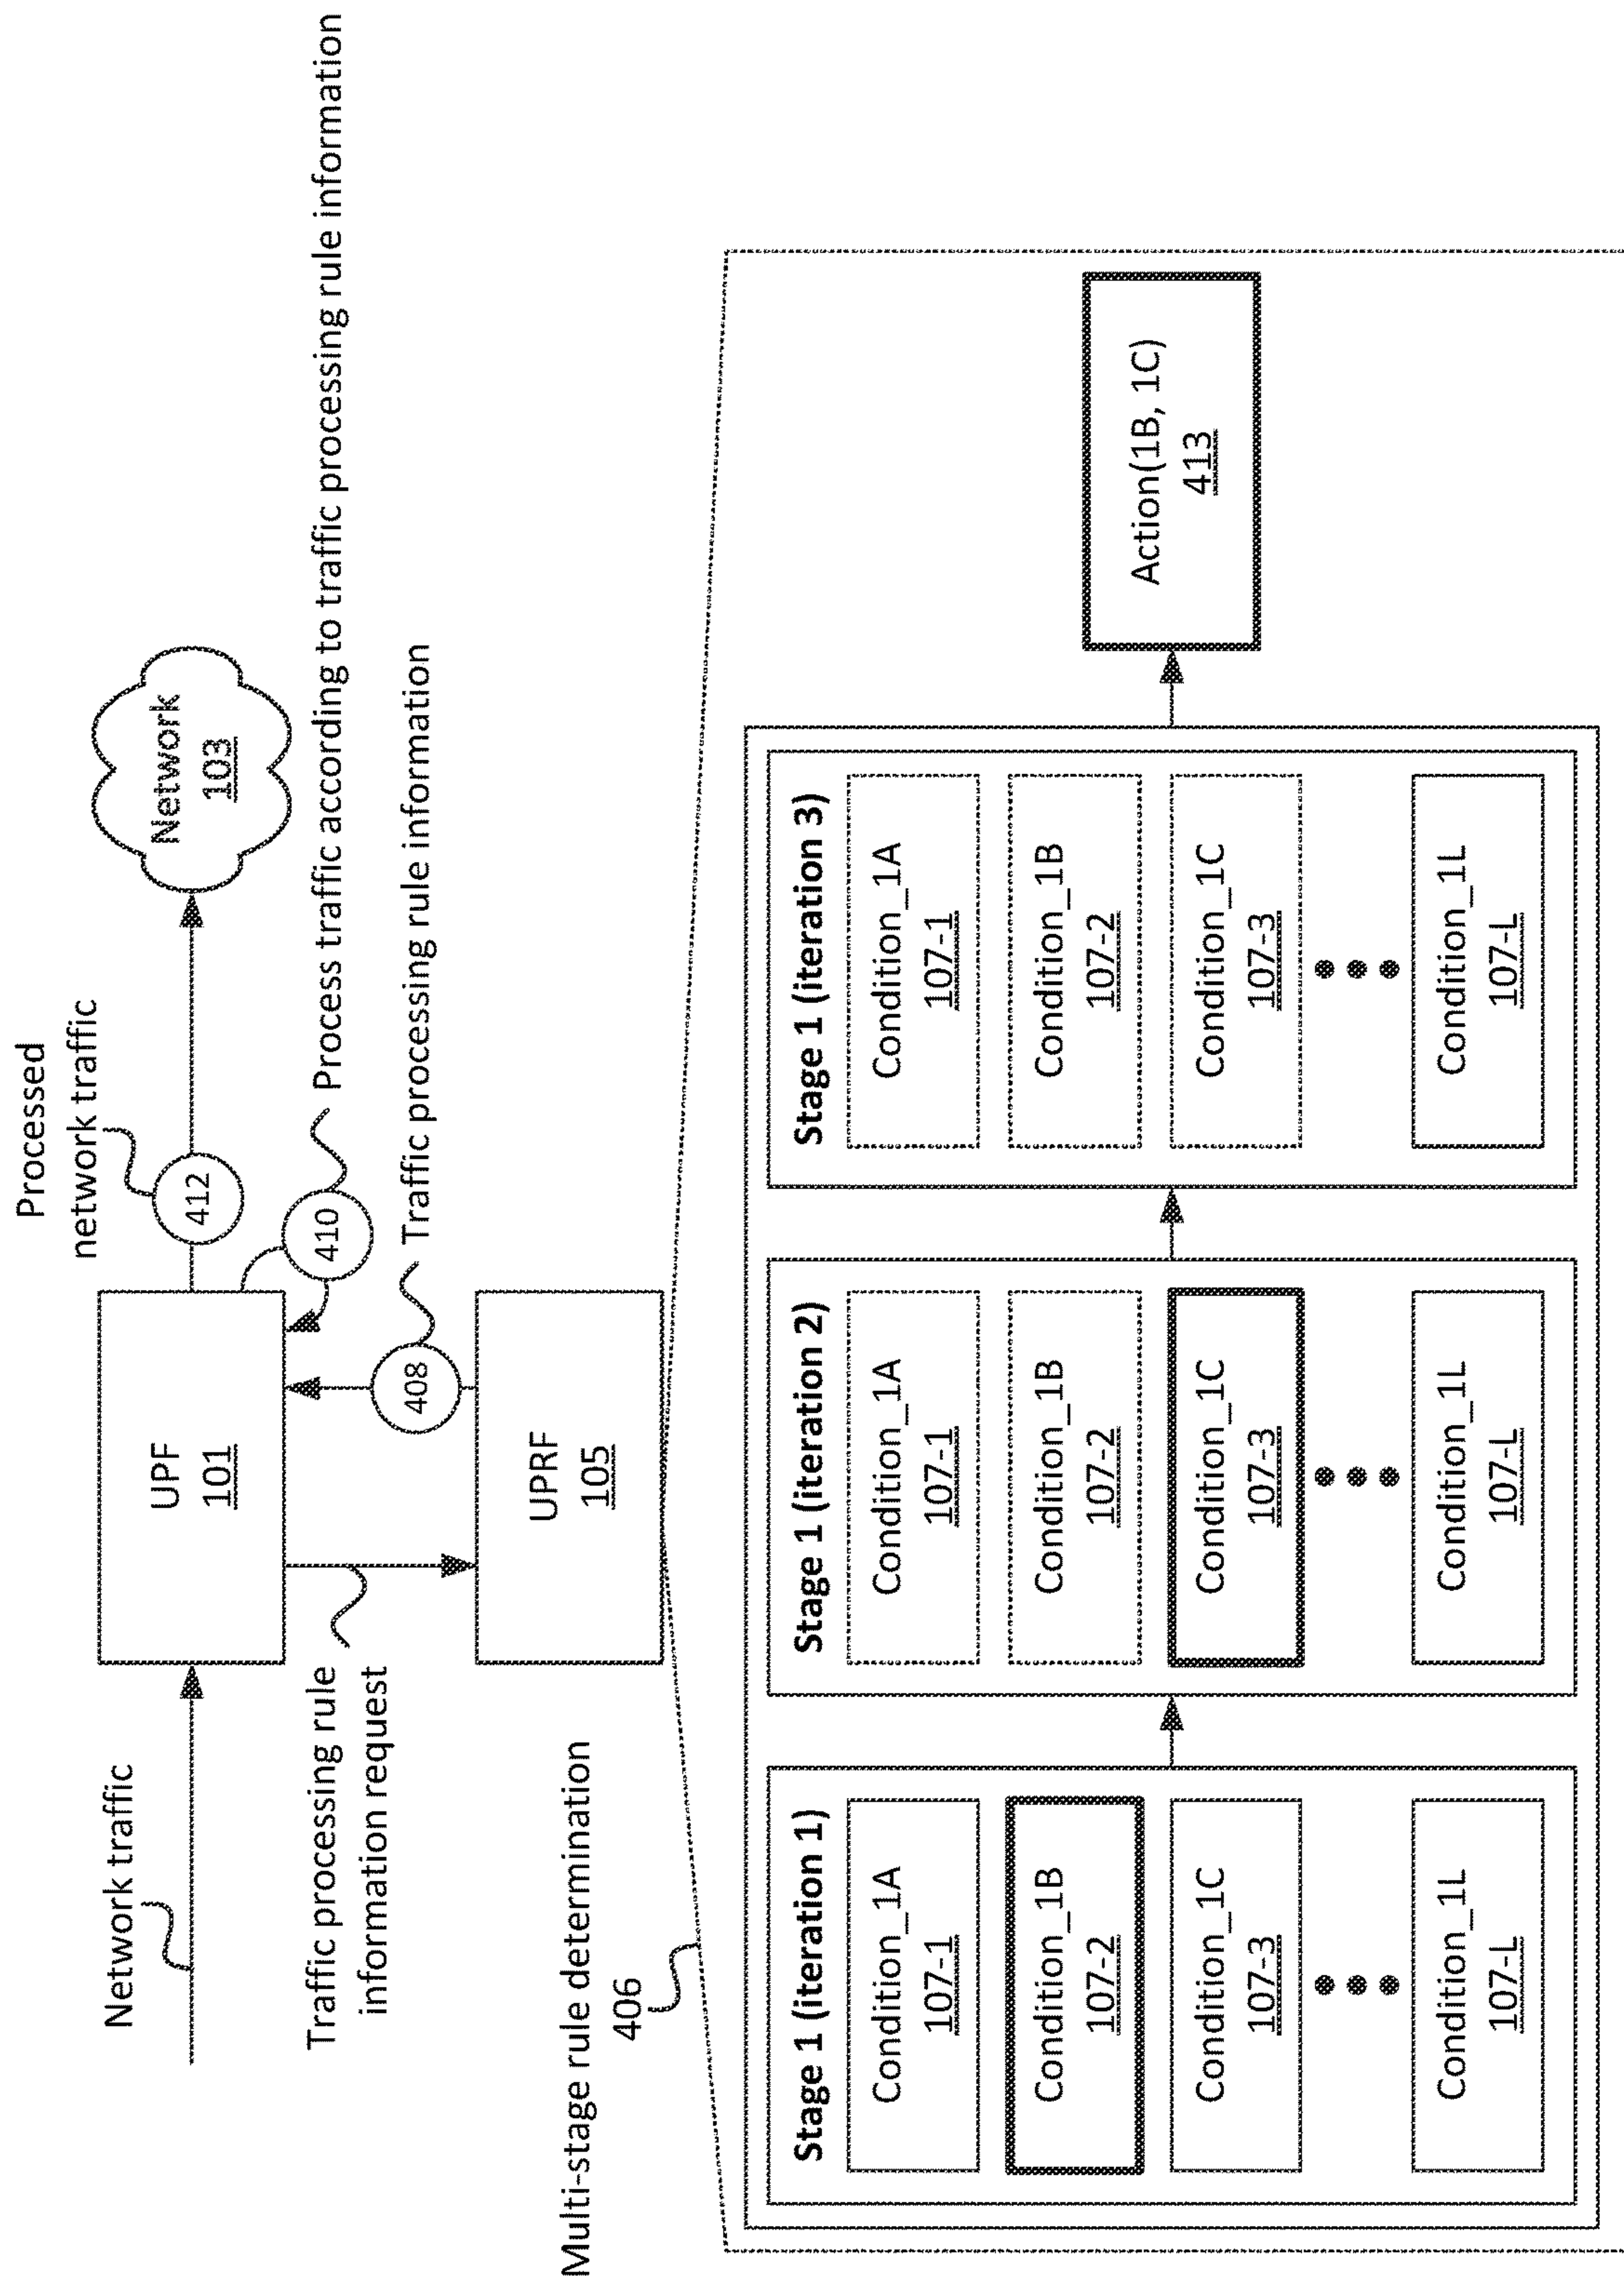 Processed
network traffic
Network traffic
UPF
101
412
Network
103
410
Process traffic according to traffic processing rule information
Traffic processing rule
information request
408
Traffic processing rule information
UPRF
105
Multi-stage rule determination
406
Stage 1 (iteration 1)
Condition_1A
107-1
Condition_1B
107-2
Condition_1C
107-3
Condition_1L
107-L
Stage 1 (iteration 2)
Condition_1A
107-1
Condition_1B
107-2
Condition_1C
107-3
Condition_1L
107-L
Stage 1 (iteration 3)
Condition_1A
107-1
Condition_1B
107-2
Condition_1C
107-3
Condition_1L
107-L
Action(1B, 1C)
413